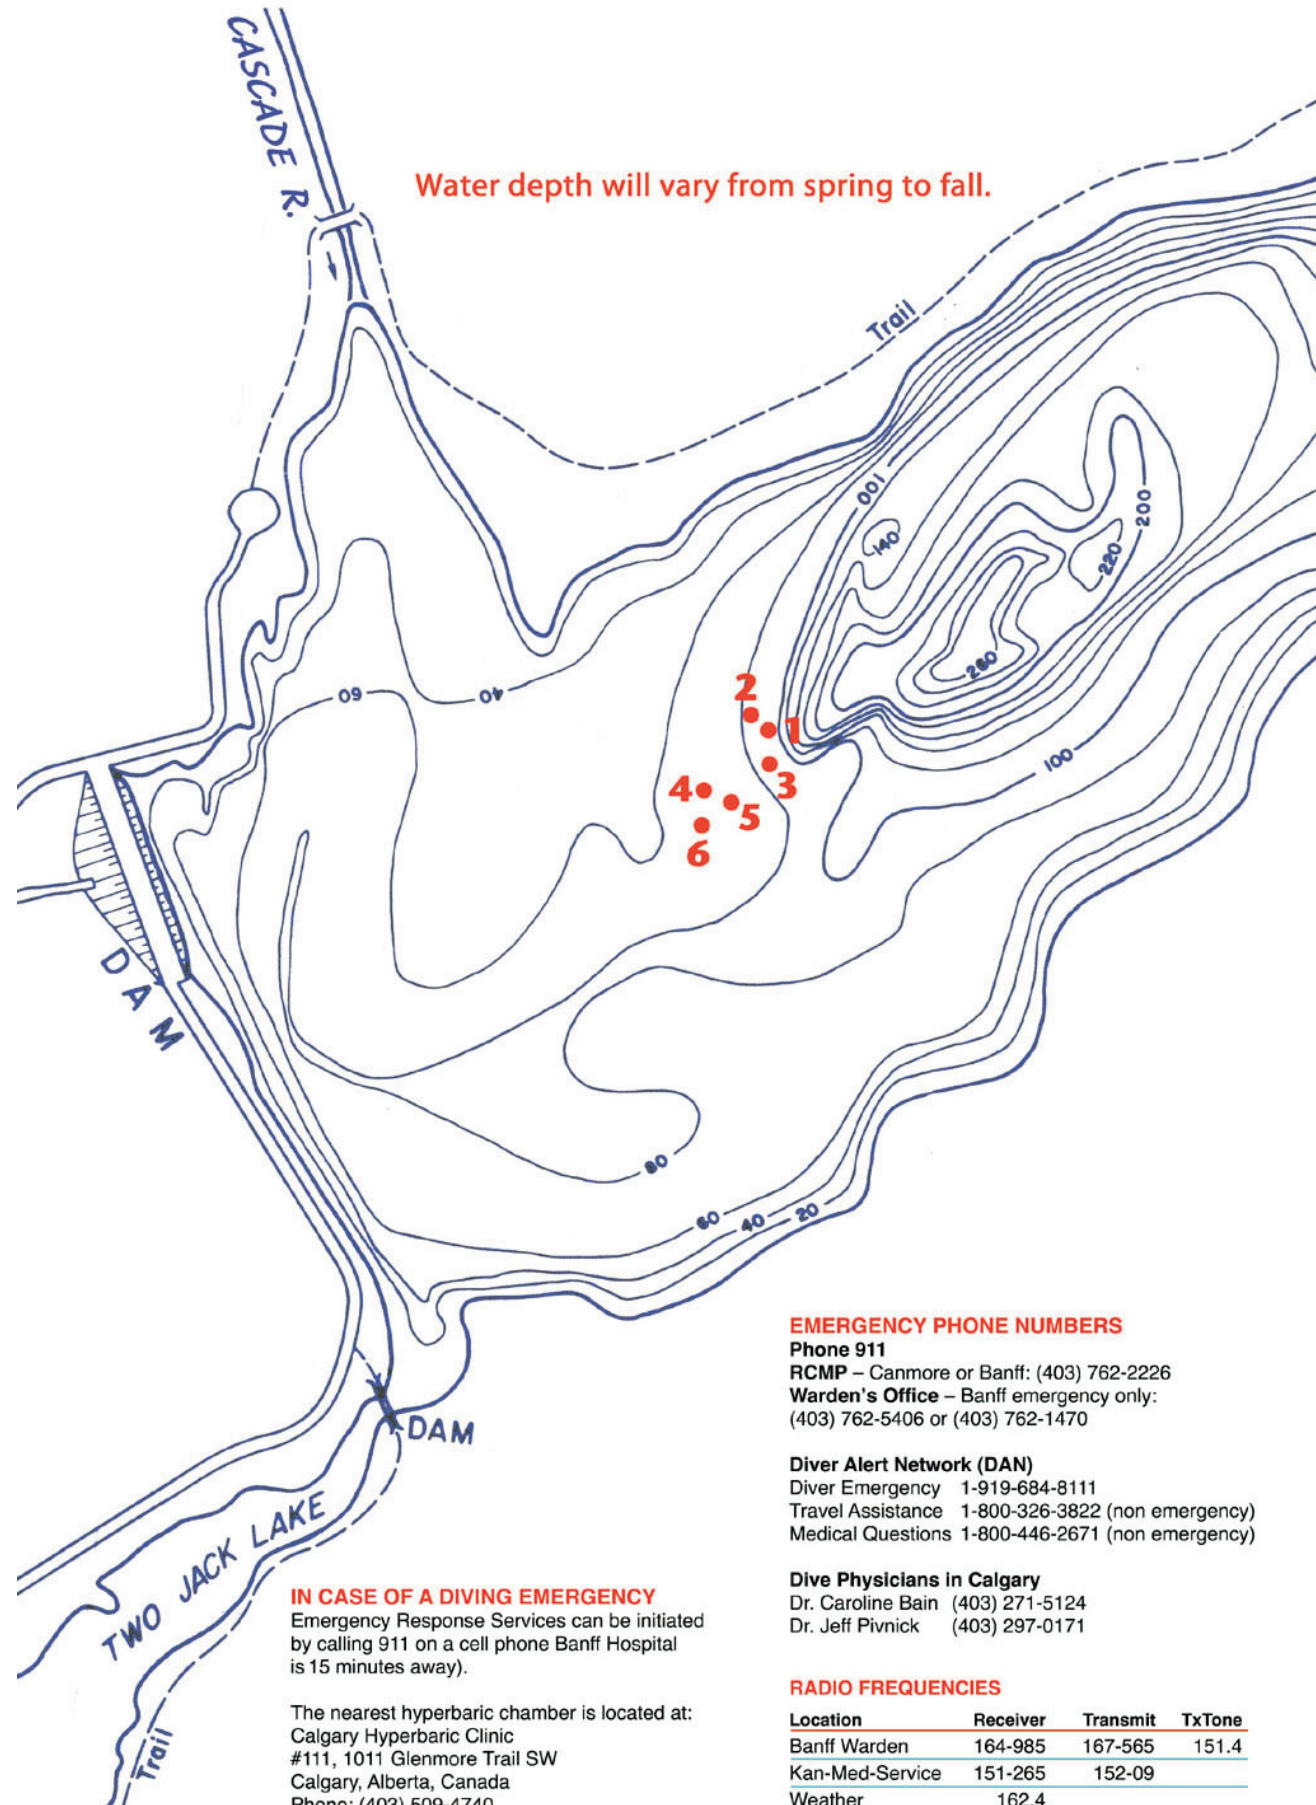 CASCADE R.
Water depth will vary from spring to fall.
Trail
100
140
200
220
260
60
40
2
1
3
4
5
6
100
DAM
80
60
40
20
DAM
TWO JACK LAKE
Trail
IN CASE OF A DIVING EMERGENCY
Emergency Response Services can be initiated
by calling 911 on a cell phone Banff Hospital
is 15 minutes away).
The nearest hyperbaric chamber is located at:
Calgary Hyperbaric Clinic
#111, 1011 Glenmore Trail SW
Calgary, Alberta, Canada
Phone: (403) 509-4740
EMERGENCY PHONE NUMBERS
Phone 911
RCMP – Canmore or Banff: (403) 762-2226
Warden's Office – Banff emergency only:
(403) 762-5406 or (403) 762-1470
Diver Alert Network (DAN)
Diver Emergency 1-919-684-8111
Travel Assistance 1-800-326-3822 (non emergency)
Medical Questions 1-800-446-2671 (non emergency)
Dive Physicians in Calgary
Dr. Caroline Bain (403) 271-5124
Dr. Jeff Pivnick (403) 297-0171
RADIO FREQUENCIES
Location Receiver Transmit TxTone
Banff Warden 164-985 167-565 151.4
Kan-Med-Service 151-265 152-09
Weather 162.4